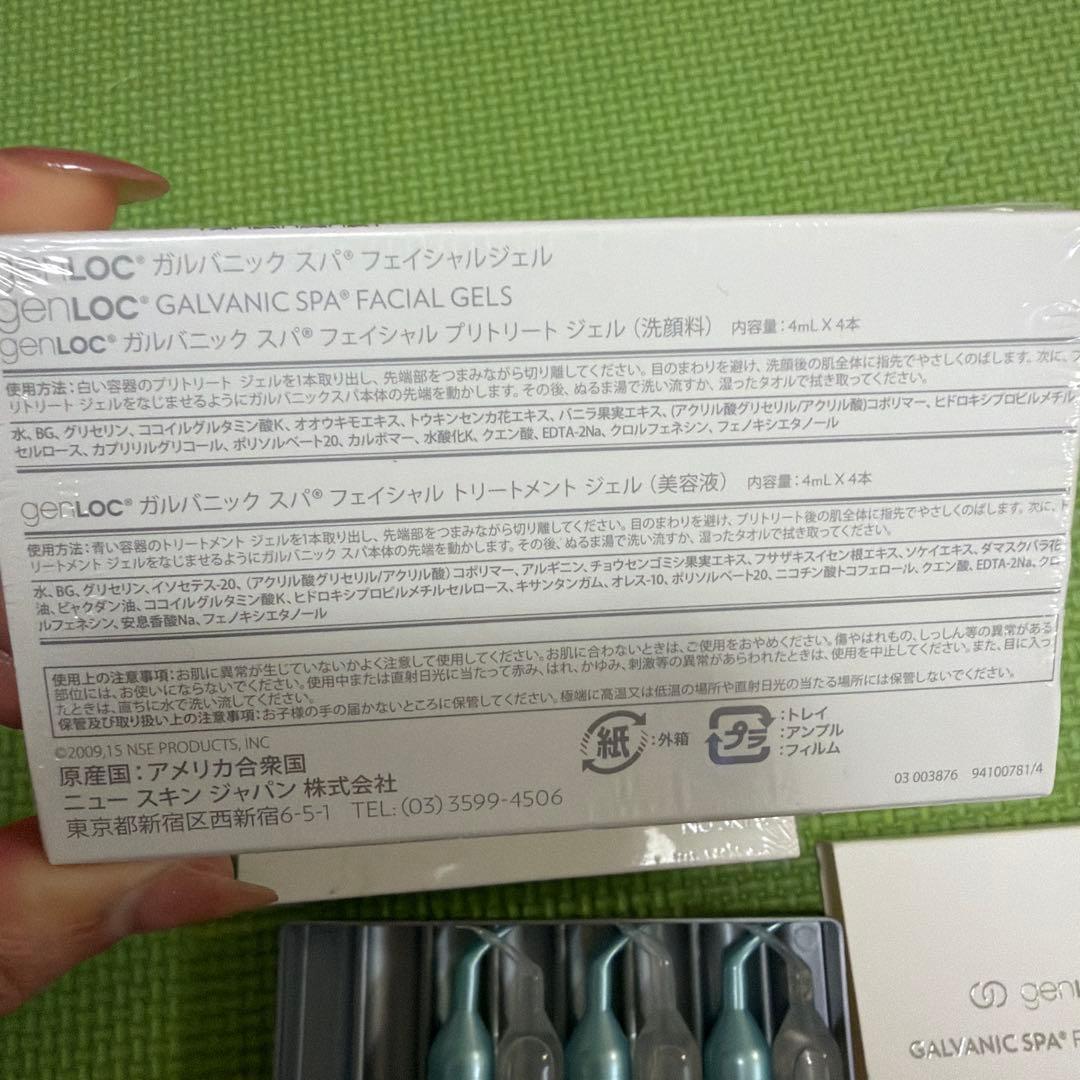 genLOC® ガルバニック スパ® フェイシャルジェル
genLOC® GALVANIC SPA® FACIAL GELS
genLOC® ガルバニック スパ® フェイシャル プリトリート ジェル（洗顔料） 内容量：4mL X 4本
使用方法：白い容器のプリトリート ジェルを1本取り出し、先端部をつまみながら切り離してください。目のまわりを避け、洗顔後の肌全体に指先でやさしくのばします。次に、プ
リトリート ジェルをなじませるようにガルバニックスパ本体の先端を動かします。その後、ぬるま湯で洗い流すか、湿ったタオルで拭き取ってください。
水、BG、グリセリン、ココイルグルタミン酸K、オオウキモエキス、トウキンセンカ花エキス、バニラ果実エキス、（アクリル酸グリセリル/アクリル酸）コポリマー、ヒドロキシプロピルメチル
セルロース、カプリリルグリコール、ポリソルベート20、カルボマー、水酸化K、クエン酸、EDTA-2Na、クロルフェネシン、フェノキシエタノール
genLOC® ガルバニック スパ® フェイシャル トリートメント ジェル（美容液） 内容量：4mL X 4本
使用方法：青い容器のトリートメント ジェルを1本取り出し、先端部をつまみながら切り離してください。目のまわりを避け、プリトリート後の肌全体に指先でやさしくのばします。次に、ト
リートメント ジェルをなじませるようにガルバニック スパ本体の先端を動かします。その後、ぬるま湯で洗い流すか、湿ったタオルで拭き取ってください。
水、BG、グリセリン、イソセテス-20、（アクリル酸グリセリル/アクリル酸）コポリマー、アルギニン、チョウセンゴミシ果実エキス、フサザキスイセン根エキス、ソケイエキス、ダマスクバラ花
油、ビャクダン油、ココイルグルタミン酸K、ヒドロキシプロピルメチルセルロース、キサンタンガム、オレス-10、ポリソルベート20、ニコチン酸トコフェロール、クエン酸、EDTA-2Na、クロ
ルフェネシン、安息香酸Na、フェノキシエタノール
使用上の注意事項：お肌に異常が生じていないかよく注意して使用してください。お肌に合わないときは、ご使用をおやめください。傷やはれもの、しっしん等の異常がある
部位には、お使いにならないでください。使用中または直射日光に当たって赤み、はれ、かゆみ、刺激等の異常があらわれたときは、使用を中止してください。また、目に入っ
たときは、直ちに水で洗い流してください。
保管及び取り扱い上の注意事項：お子様の手の届かないところに保管してください。極端に高温又は低温の場所や直射日光の当たる場所には保管しないでください。
©2009,15 NSE PRODUCTS, INC
原産国：アメリカ合衆国
ニュー スキン ジャパン 株式会社
東京都新宿区西新宿6-5-1 TEL：(03) 3599-4506
紙：外箱
プラ：トレイ
：アンプル
：フィルム
03 003876 94100781/4
NU SKIN
genL
GALVANIC SPA® F